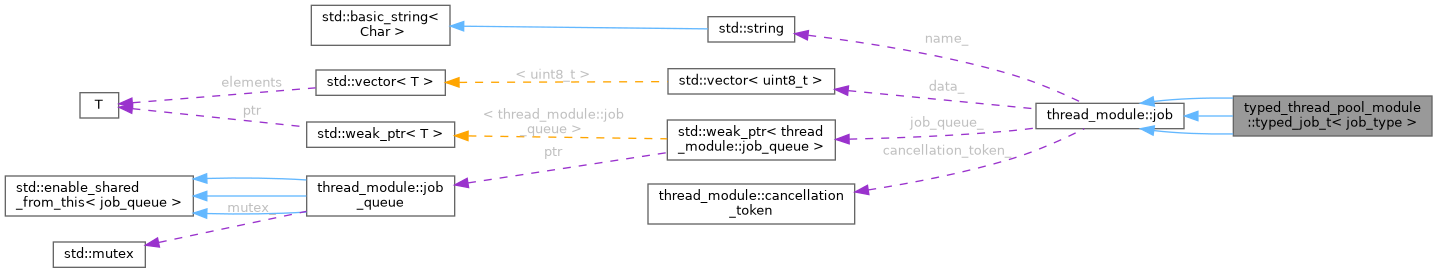 std::basic_string<
Char >
std::string
name_
std::vector< T >
elements
< uint8_t >
std::vector< uint8_t >
data_
T
ptr
std::weak_ptr< T >
< thread_module::job
_queue >
std::weak_ptr< thread
_module::job_queue >
job_queue_
thread_module::job
typed_thread_pool_module
::typed_job_t< job_type >
cancellation_token_
ptr
std::enable_shared
_from_this< job_queue >
thread_module::job
_queue
thread_module::cancellation
_token
mutex_
std::mutex